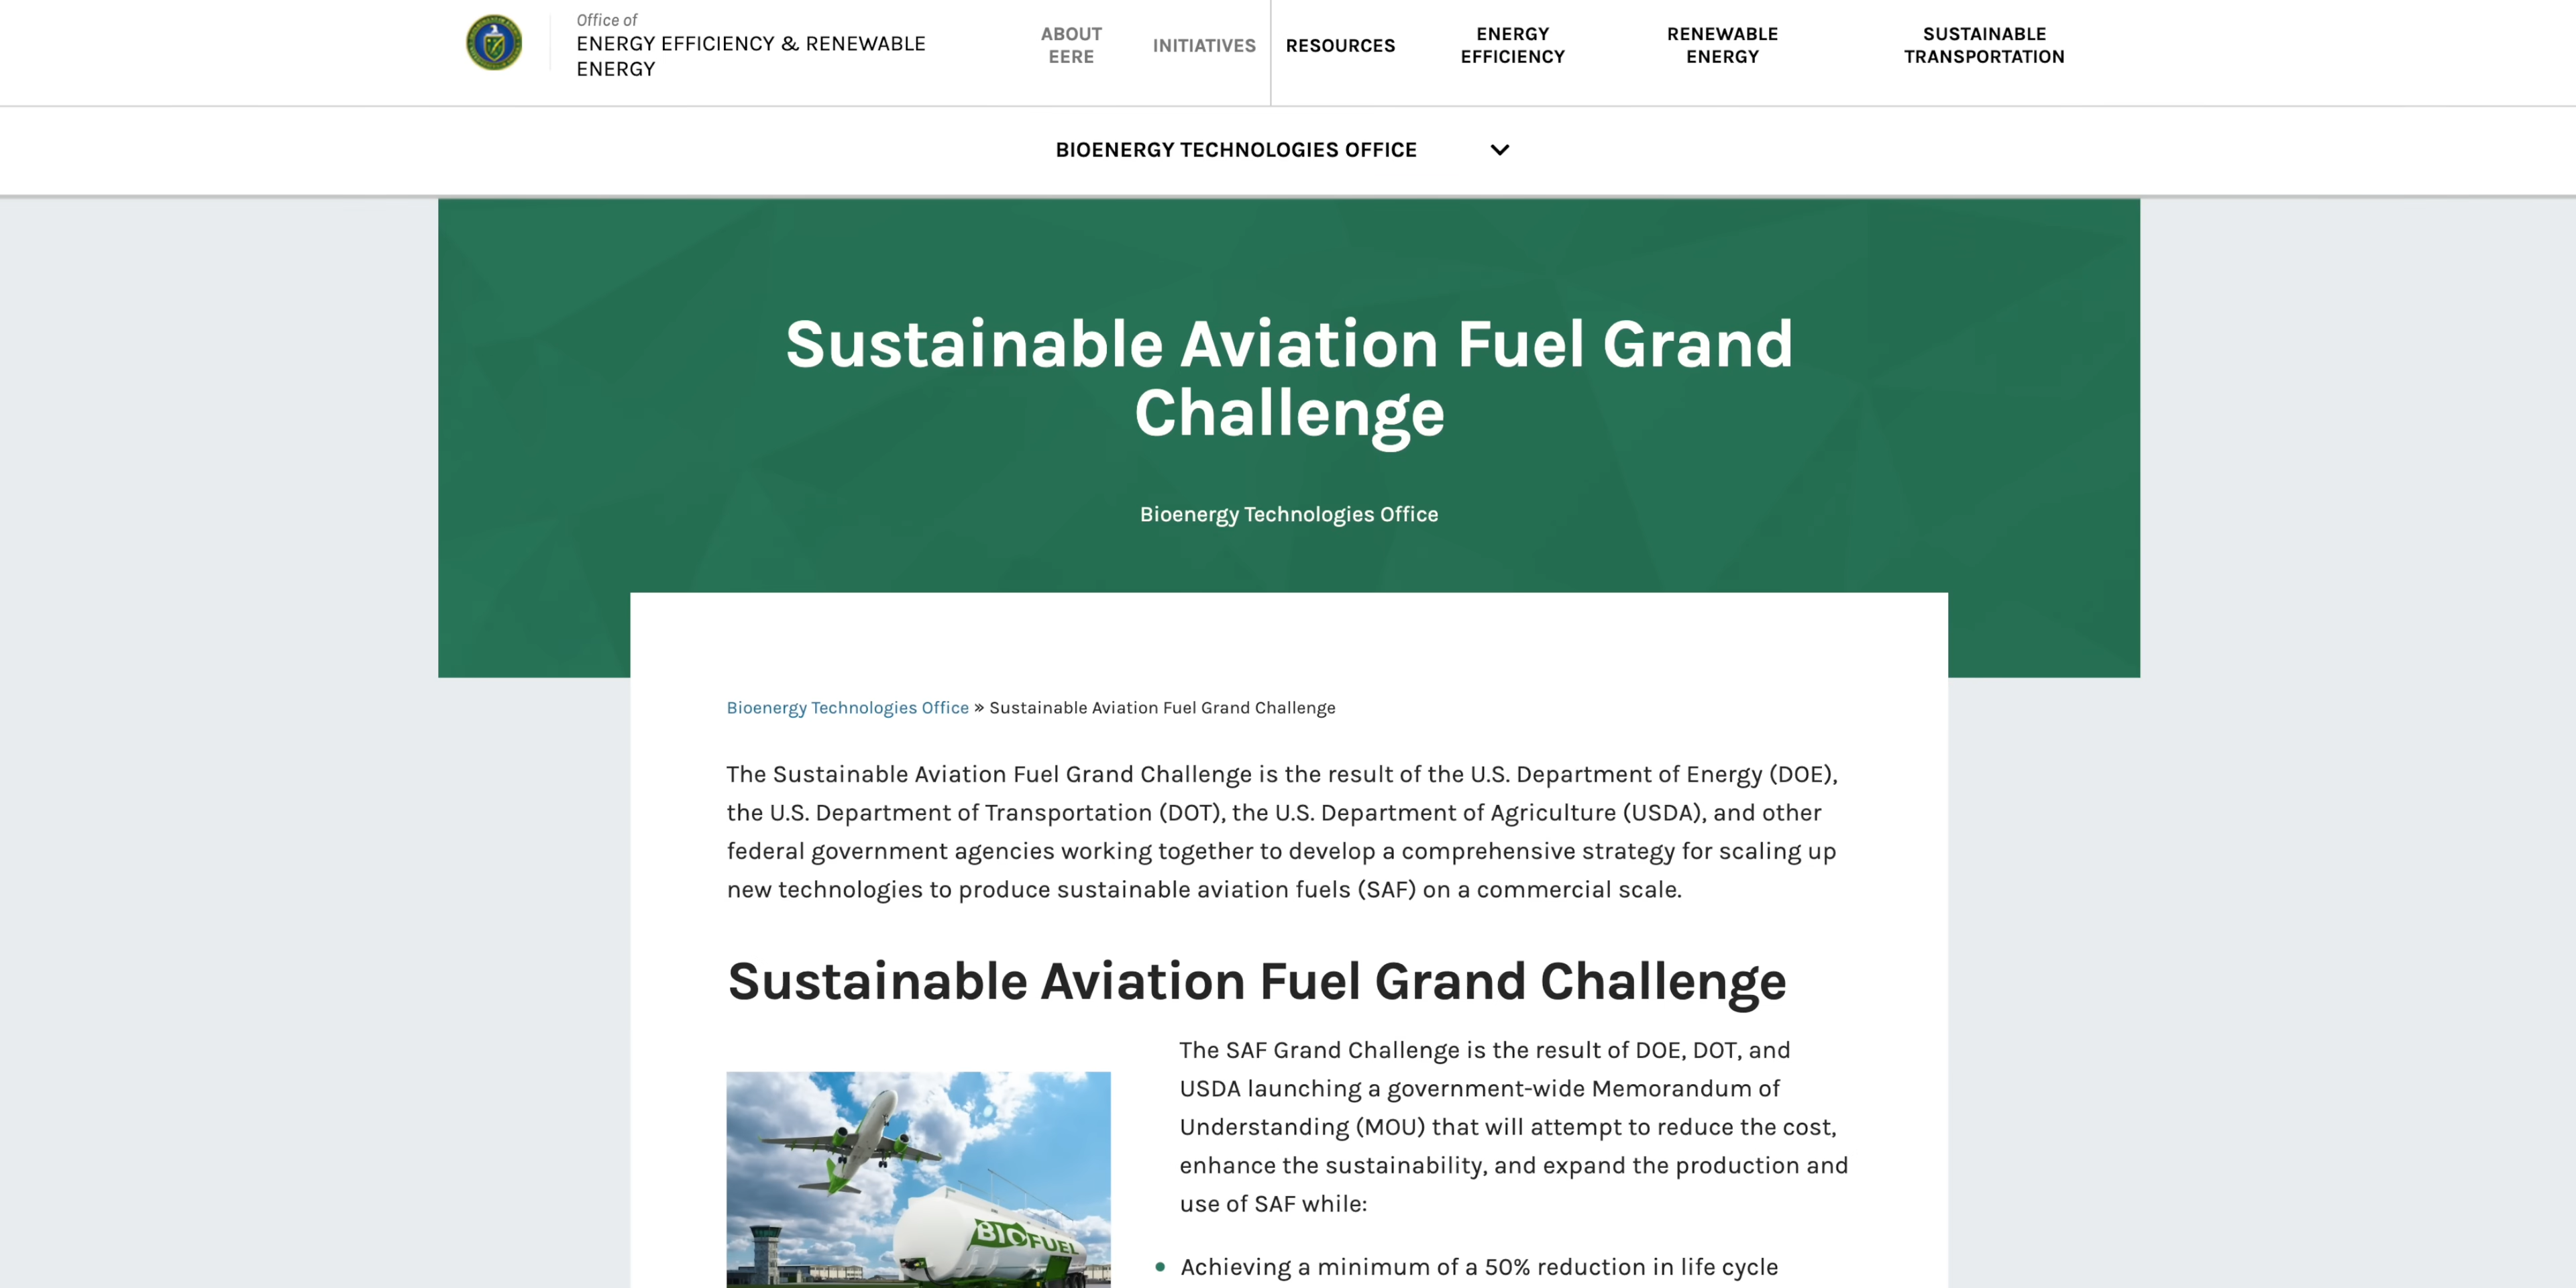 Office of
ENERGY EFFICIENCY & RENEWABLE
ENERGY
ABOUT
EERE
INITIATIVES
RESOURCES
ENERGY
EFFICIENCY
RENEWABLE
ENERGY
SUSTAINABLE
TRANSPORTATION
BIOENERGY TECHNOLOGIES OFFICE
Sustainable Aviation Fuel Grand
Challenge
Bioenergy Technologies Office
Bioenergy Technologies Office » Sustainable Aviation Fuel Grand Challenge
The Sustainable Aviation Fuel Grand Challenge is the result of the U.S. Department of Energy (DOE),
the U.S. Department of Transportation (DOT), the U.S. Department of Agriculture (USDA), and other
federal government agencies working together to develop a comprehensive strategy for scaling up
new technologies to produce sustainable aviation fuels (SAF) on a commercial scale.
Sustainable Aviation Fuel Grand Challenge
The SAF Grand Challenge is the result of DOE, DOT, and
USDA launching a government-wide Memorandum of
Understanding (MOU) that will attempt to reduce the cost,
enhance the sustainability, and expand the production and
use of SAF while:
• Achieving a minimum of a 50% reduction in life cycle
BIOFUEL